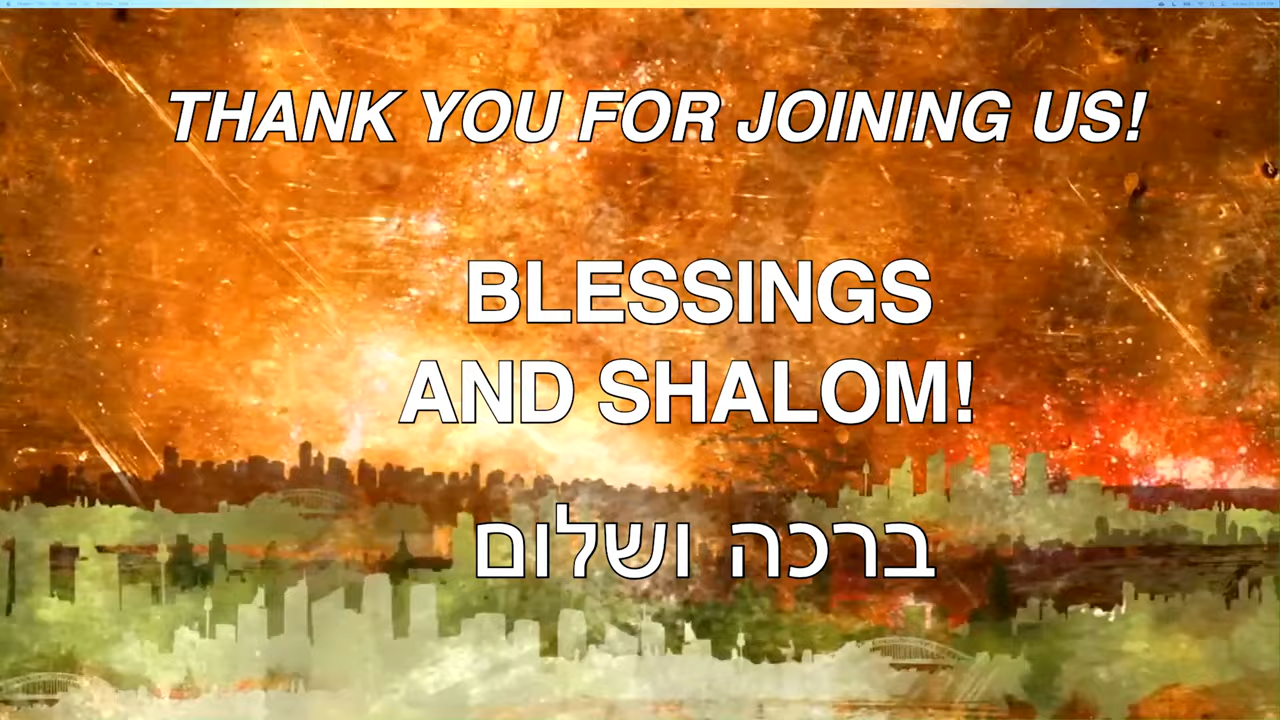 THANK YOU FOR JOINING US!
BLESSINGS
AND SHALOM!
ברכה ושלום